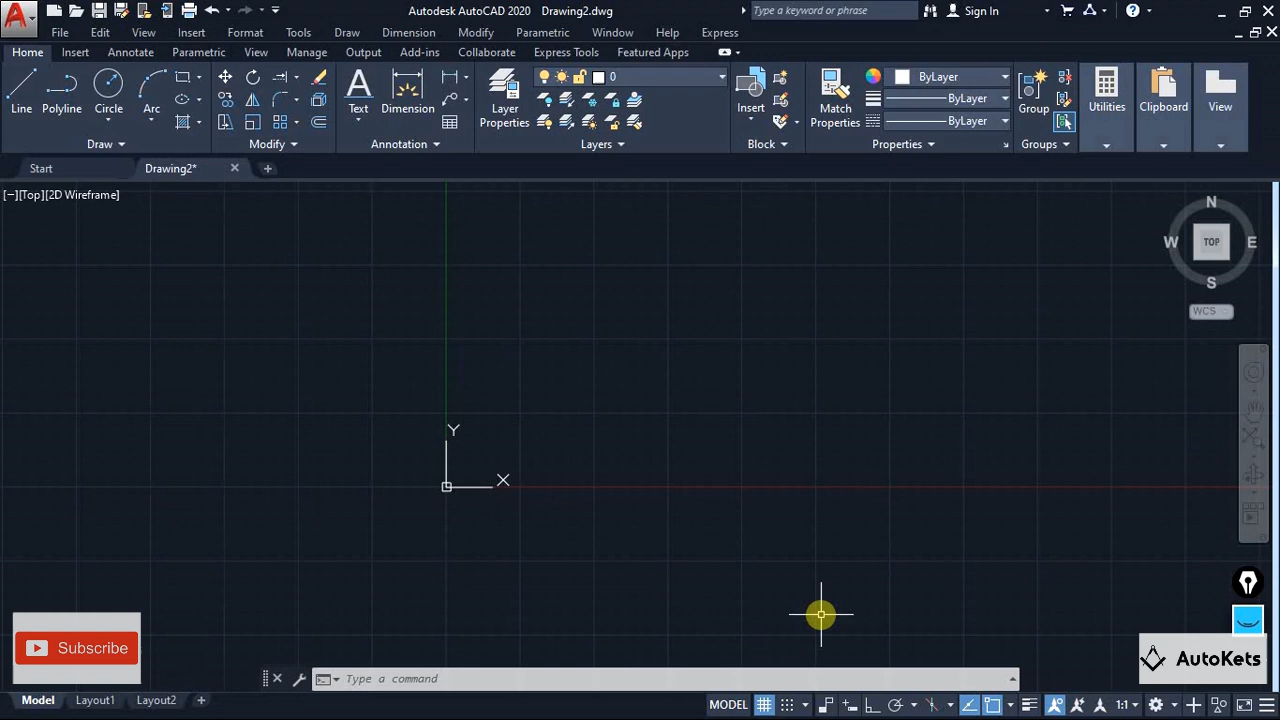 Autodesk AutoCAD 2020 Drawing2.dwg Type a keyword or phrase Sign In
File Edit View Insert Format Tools Draw Dimension Modify Parametric Window Help Express
Home Insert Annotate Parametric View Manage Output Add-ins Collaborate Express Tools Featured Apps
0 ByLayer
ByLayer
Line Polyline Circle Arc Text Dimension Layer Properties Insert Match Properties Group Utilities Clipboard View
ByLayer
Draw Modify Annotation Layers Block Properties Groups
Start Drawing2*
[−][Top][2D Wireframe]
N
W TOP E
S
WCS
Y
X
Subscribe
AutoKets
Type a command
Model Layout1 Layout2
MODEL 1:1